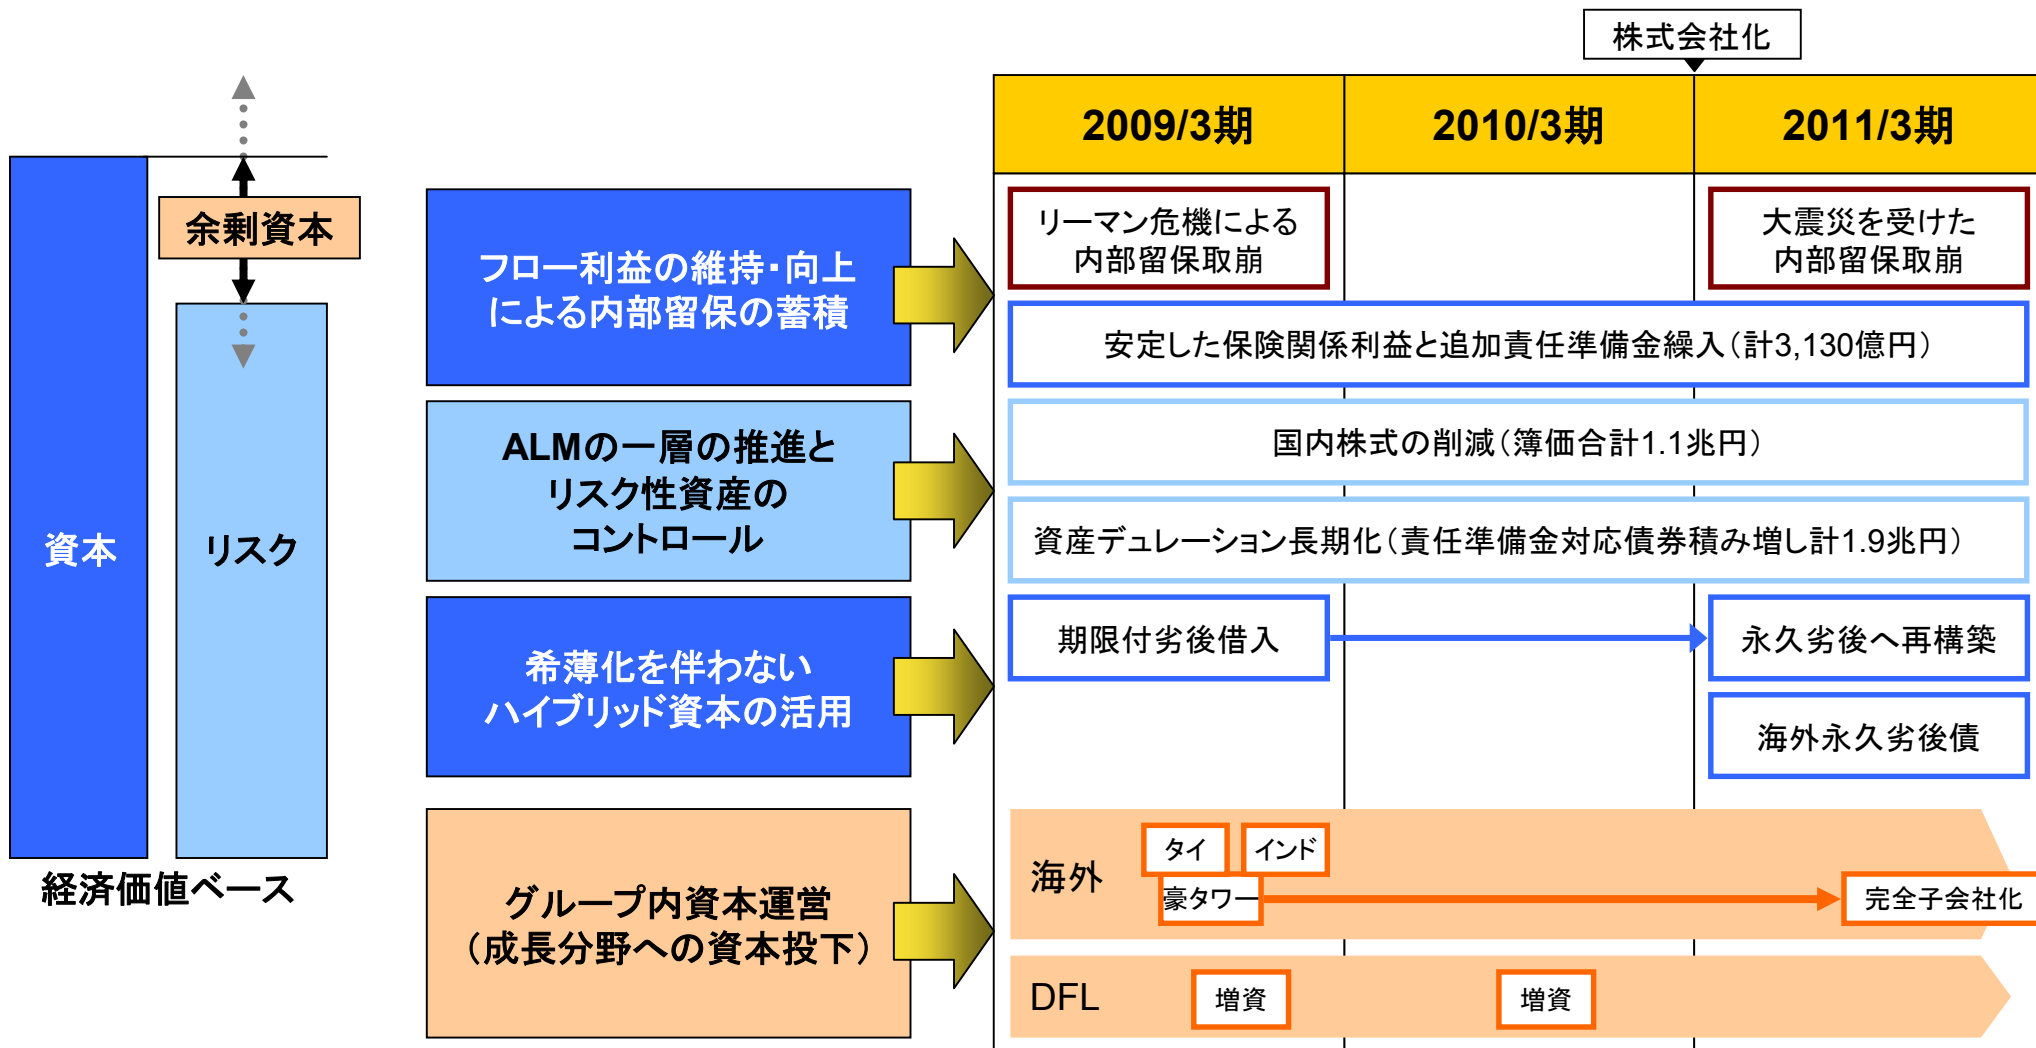 株式会社化
2009/3期
2010/3期
2011/3期
余剰資本
資本
リスク
経済価値ベース
フロー利益の維持・向上
による内部留保の蓄積
リーマン危機による
内部留保取崩
大震災を受けた
内部留保取崩
安定した保険関係利益と追加責任準備金繰入（計3,130億円）
ALMの一層の推進と
リスク性資産の
コントロール
国内株式の削減（簿価合計1.1兆円）
資産デュレーション長期化（責任準備金対応債券積み増し計1.9兆円）
希薄化を伴わない
ハイブリッド資本の活用
期限付劣後借入
永久劣後へ再構築
海外永久劣後債
グループ内資本運営
（成長分野への資本投下）
海外
タイ
インド
豪タワー
完全子会社化
DFL
増資
増資